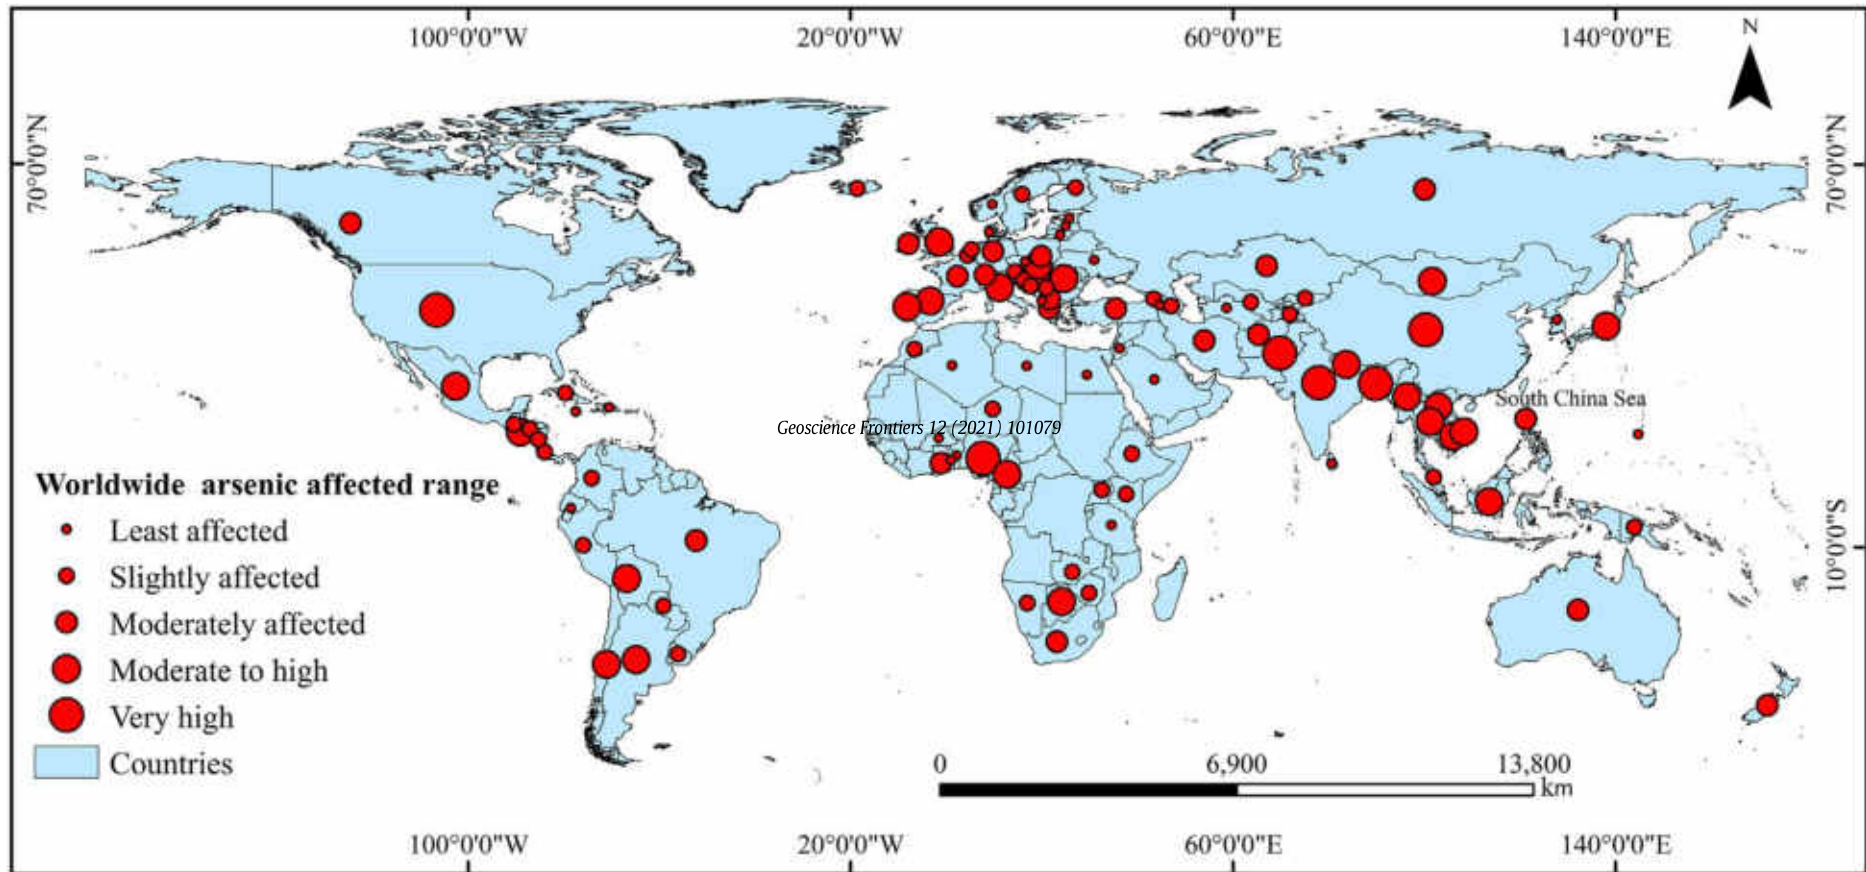 100°0'0"W 20°0'0"W 60°0'0"E 140°0'0"E
N
70°0'0"N 70°0'0"N
South China Sea
Geoscience Frontiers 12 (2021) 101079
Worldwide arsenic affected range
Least affected
Slightly affected
Moderately affected
Moderate to high
Very high
Countries
10°0'0"S
0 6,900 13,800
km
100°0'0"W 20°0'0"W 60°0'0"E 140°0'0"E